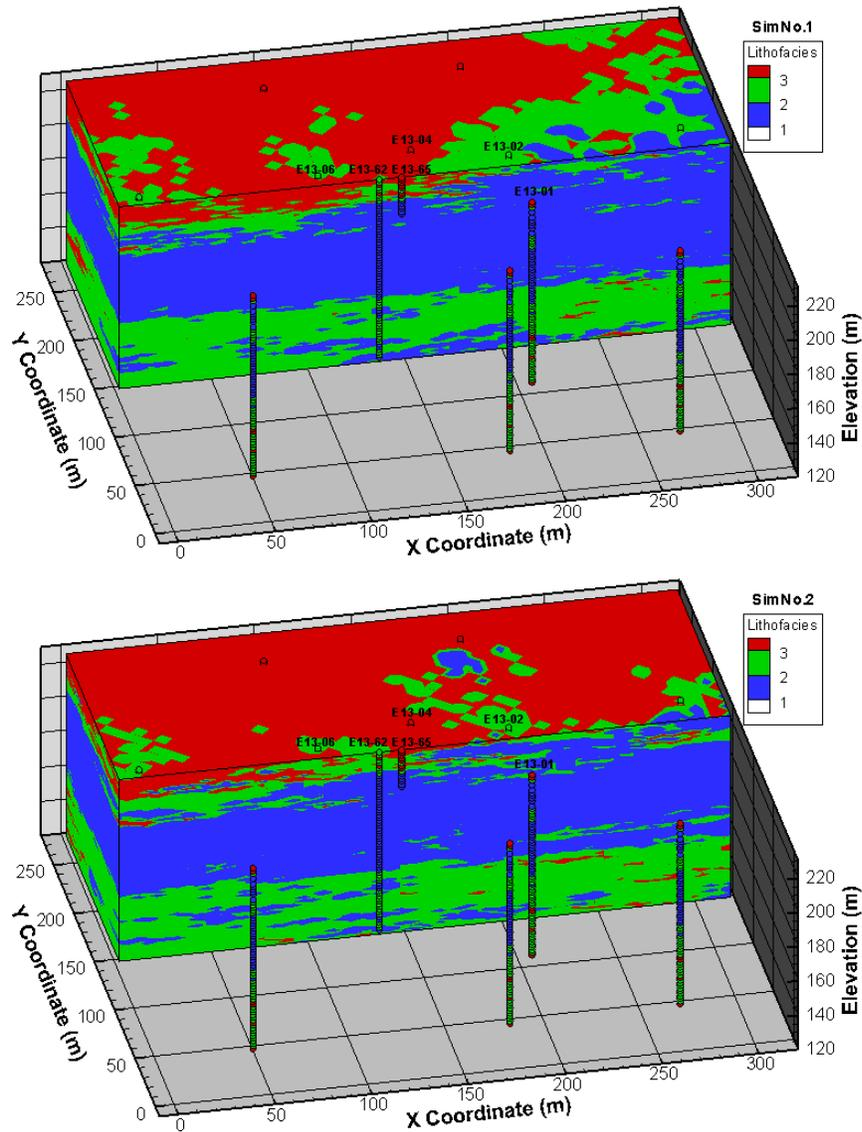 SimNo.1
Lithofacies
3
2
1
E13-04
E13-02
E13-06 E13-62 E13-65
E13-01
250
200
150
100
50
0
Y Coordinate (m)
0 50 100 150 200 250 300
X Coordinate (m)
220
200
180
160
140
120
Elevation (m)
SimNo.2
Lithofacies
3
2
1
E13-04
E13-02
E13-06 E13-62 E13-65
E13-01
250
200
150
100
50
0
Y Coordinate (m)
0 50 100 150 200 250 300
X Coordinate (m)
220
200
180
160
140
120
Elevation (m)